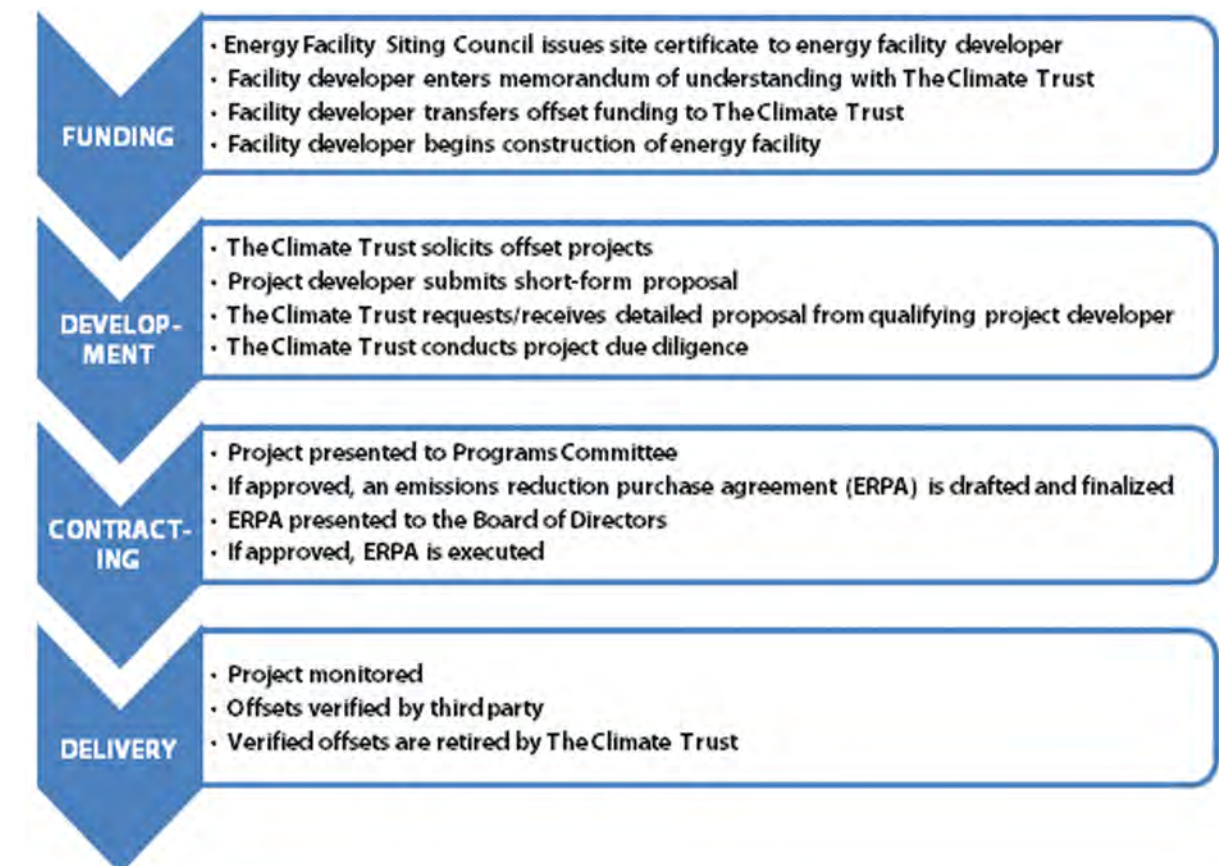 FUNDING
· Energy Facility Siting Council issues site certificate to energy facility developer
· Facility developer enters memorandum of understanding with The Climate Trust
· Facility developer transfers offset funding to The Climate Trust
· Facility developer begins construction of energy facility
DEVELOP-
MENT
· The Climate Trust solicits offset projects
· Project developer submits short-form proposal
· The Climate Trust requests/receives detailed proposal from qualifying project developer
· The Climate Trust conducts project due diligence
CONTRACT-
ING
· Project presented to Programs Committee
· If approved, an emissions reduction purchase agreement (ERPA) is drafted and finalized
· ERPA presented to the Board of Directors
· If approved, ERPA is executed
DELIVERY
· Project monitored
· Offsets verified by third party
· Verified offsets are retired by The Climate Trust